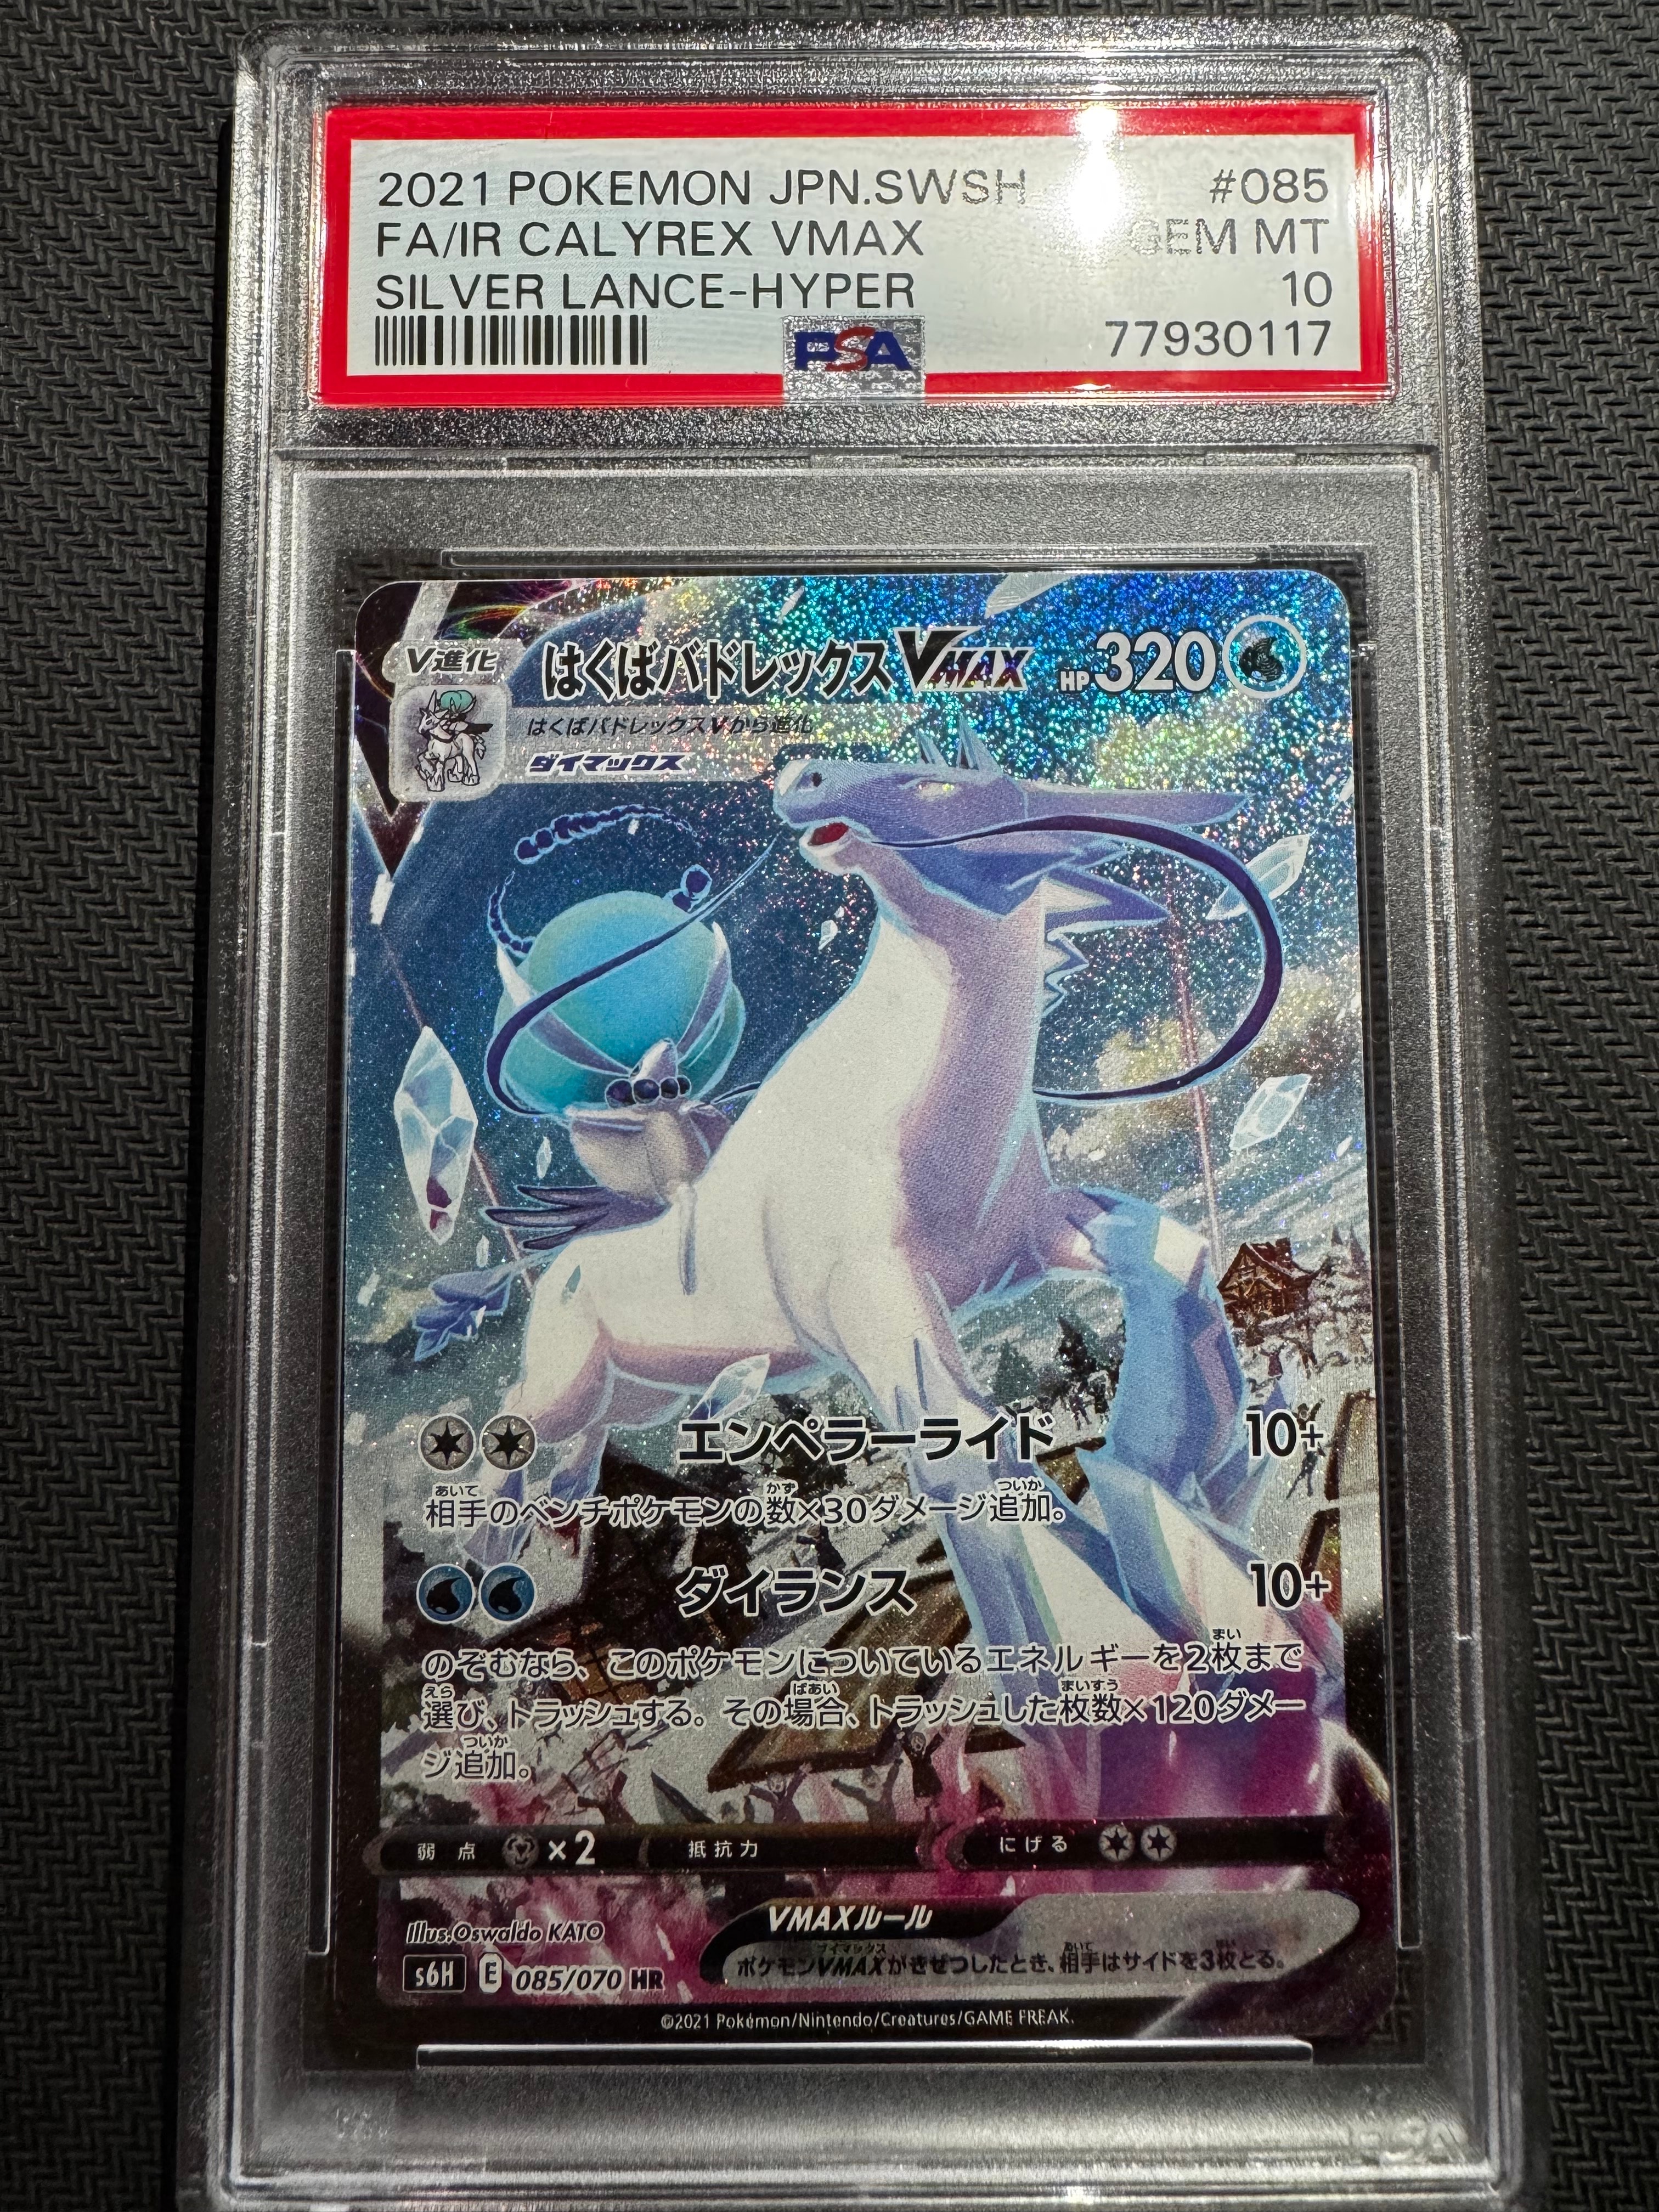 2021 POKEMON JPN.SWSH #085
FA/IR CALYREX VMAX GEM MT
SILVER LANCE-HYPER 10
PSA 77930117
V進化
はくばバドレックスVMAX HP320
はくばバドレックスVから進化
ダイマックス
エンペラーライド 10+
相手のベンチポケモンの数×30ダメージ追加。
ダイランス 10+
のぞむなら、このポケモンについているエネルギーを2枚まで
選び、トラッシュする。その場合、トラッシュした枚数×120ダメー
ジ追加。
弱点 ×2 抵抗力 にげる
Illus.Oswaldo KATO
VMAXルール
ポケモンVMAXがきぜつしたとき、相手はサイドを3枚とる。
s6H E 085/070 HR
©2021 Pokémon/Nintendo/Creatures/GAME FREAK.